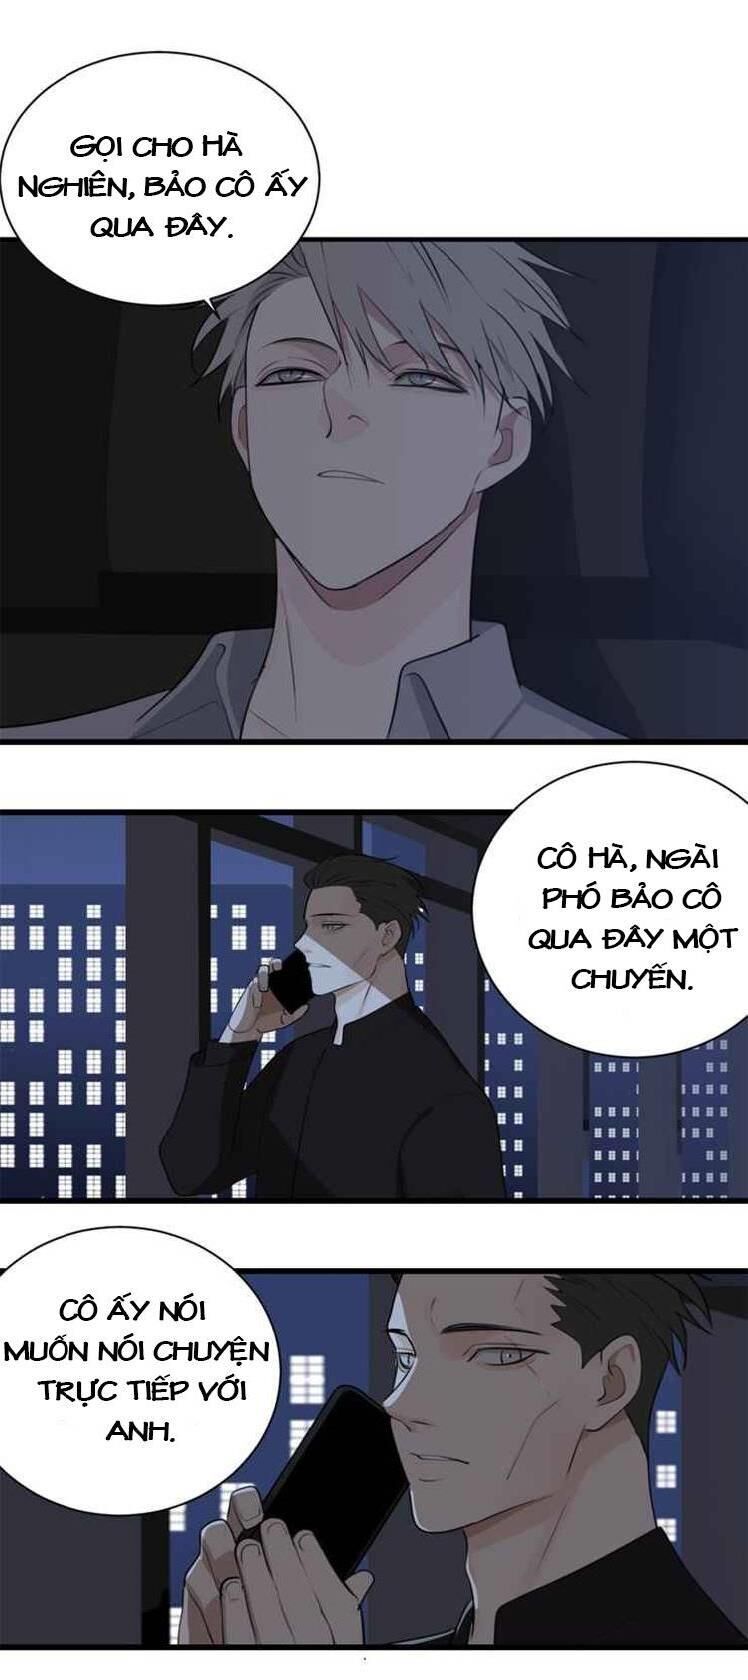 GỌI CHO HÀ
NGHIÊN, BẢO CÔ ẤY
QUA ĐÂY.
CÔ HÀ, NGÀI
PHÓ BẢO CÔ
QUA ĐÂY MỘT
CHUYẾN.
CÔ ẤY NÓI
MUỐN NÓI CHUYỆN
TRỰC TIẾP VỚI
ANH.